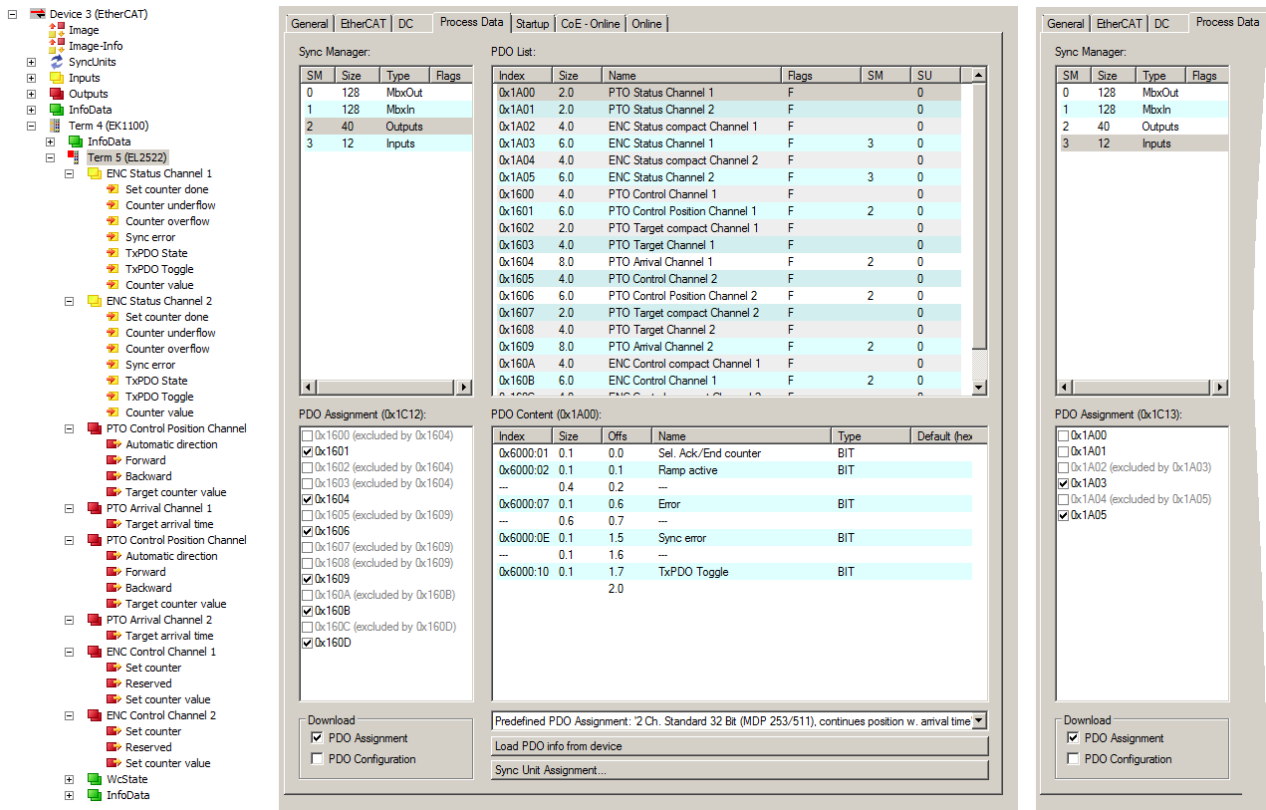 Device 3 (EtherCAT)
Image
Image-Info
SyncUnits
Inputs
Outputs
InfoData
Term 4 (EK1100)
InfoData
Term 5 (EL2522)
ENC Status Channel 1
Set counter done
Counter underflow
Counter overflow
Sync error
TxPDO State
TxPDO Toggle
Counter value
ENC Status Channel 2
Set counter done
Counter underflow
Counter overflow
Sync error
TxPDO State
TxPDO Toggle
Counter value
PTO Control Position Channel
Automatic direction
Forward
Backward
Target counter value
PTO Arrival Channel 1
Target arrival time
PTO Control Position Channel
Automatic direction
Forward
Backward
Target counter value
PTO Arrival Channel 2
Target arrival time
ENC Control Channel 1
Set counter
Reserved
Set counter value
ENC Control Channel 2
Set counter
Reserved
Set counter value
WcState
InfoData
General EtherCAT DC Process Data Startup CoE - Online Online
Sync Manager:
SM Size Type Flags
0 128 MbxOut
1 128 MbxIn
2 40 Outputs
3 12 Inputs
PDO List:
Index Size Name Flags SM SU
0x1A00 2.0 PTO Status Channel 1 F 0
0x1A01 2.0 PTO Status Channel 2 F 0
0x1A02 4.0 ENC Status compact Channel 1 F 0
0x1A03 6.0 ENC Status Channel 1 F 3 0
0x1A04 4.0 ENC Status compact Channel 2 F 0
0x1A05 6.0 ENC Status Channel 2 F 3 0
0x1600 4.0 PTO Control Channel 1 F 0
0x1601 6.0 PTO Control Position Channel 1 F 2 0
0x1602 2.0 PTO Target compact Channel 1 F 0
0x1603 4.0 PTO Target Channel 1 F 0
0x1604 8.0 PTO Arrival Channel 1 F 2 0
0x1605 4.0 PTO Control Channel 2 F 0
0x1606 6.0 PTO Control Position Channel 2 F 2 0
0x1607 2.0 PTO Target compact Channel 2 F 0
0x1608 4.0 PTO Target Channel 2 F 0
0x1609 8.0 PTO Arrival Channel 2 F 2 0
0x160A 4.0 ENC Control compact Channel 1 F 0
0x160B 6.0 ENC Control Channel 1 F 2 0
PDO Assignment (0x1C12):
0x1600 (excluded by 0x1604)
0x1601
0x1602 (excluded by 0x1604)
0x1603 (excluded by 0x1604)
0x1604
0x1605 (excluded by 0x1609)
0x1606
0x1607 (excluded by 0x1609)
0x1608 (excluded by 0x1609)
0x1609
0x160A (excluded by 0x160B)
0x160B
0x160C (excluded by 0x160D)
0x160D
PDO Content (0x1A00):
Index Size Offs Name Type Default (hex
0x6000:01 0.1 0.0 Sel. Ack/End counter BIT
0x6000:02 0.1 0.1 Ramp active BIT
--- 0.4 0.2 ---
0x6000:07 0.1 0.6 Error BIT
--- 0.6 0.7 ---
0x6000:0E 0.1 1.5 Sync error BIT
--- 0.1 1.6 ---
0x6000:10 0.1 1.7 TxPDO Toggle BIT
2.0
Download
PDO Assignment
PDO Configuration
Predefined PDO Assignment: '2 Ch. Standard 32 Bit (MDP 253/511), continues position w. arrival time'
Load PDO info from device
Sync Unit Assignment...
General EtherCAT DC Process Data
Sync Manager:
SM Size Type Flags
0 128 MbxOut
1 128 MbxIn
2 40 Outputs
3 12 Inputs
PDO Assignment (0x1C13):
0x1A00
0x1A01
0x1A02 (excluded by 0x1A03)
0x1A03
0x1A04 (excluded by 0x1A05)
0x1A05
Download
PDO Assignment
PDO Configuration